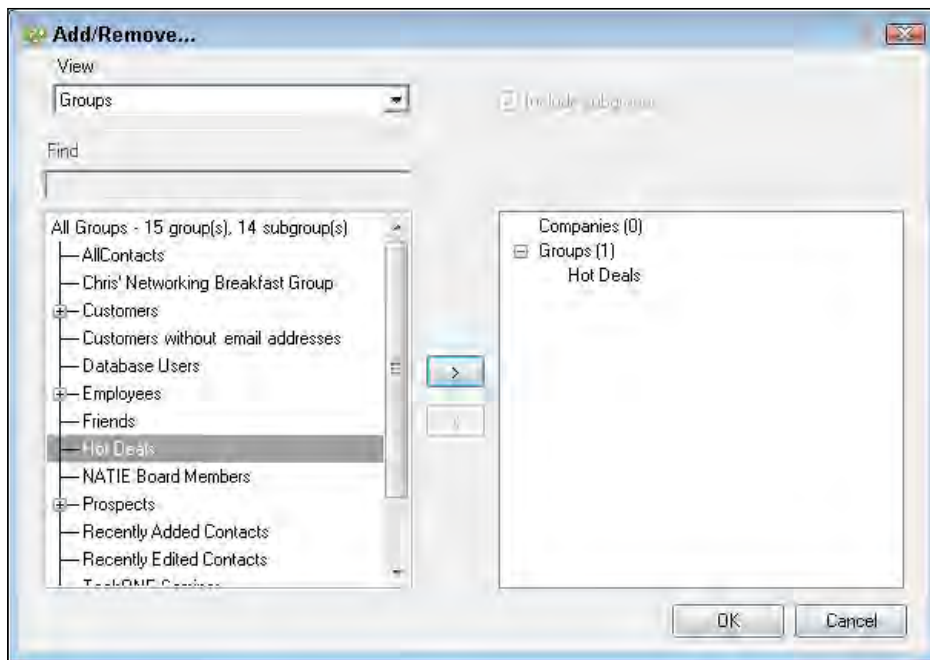 Add/Remove...
View
Groups
Include subgroups
Find
All Groups - 15 group(s), 14 subgroup(s)
AllContacts
Chris' Networking Breakfast Group
Customers
Customers without email addresses
Database Users
Employees
Friends
Hot Deals
NATIE Board Members
Prospects
Recently Added Contacts
Recently Edited Contacts
Companies (0)
Groups (1)
Hot Deals
>
OK
Cancel